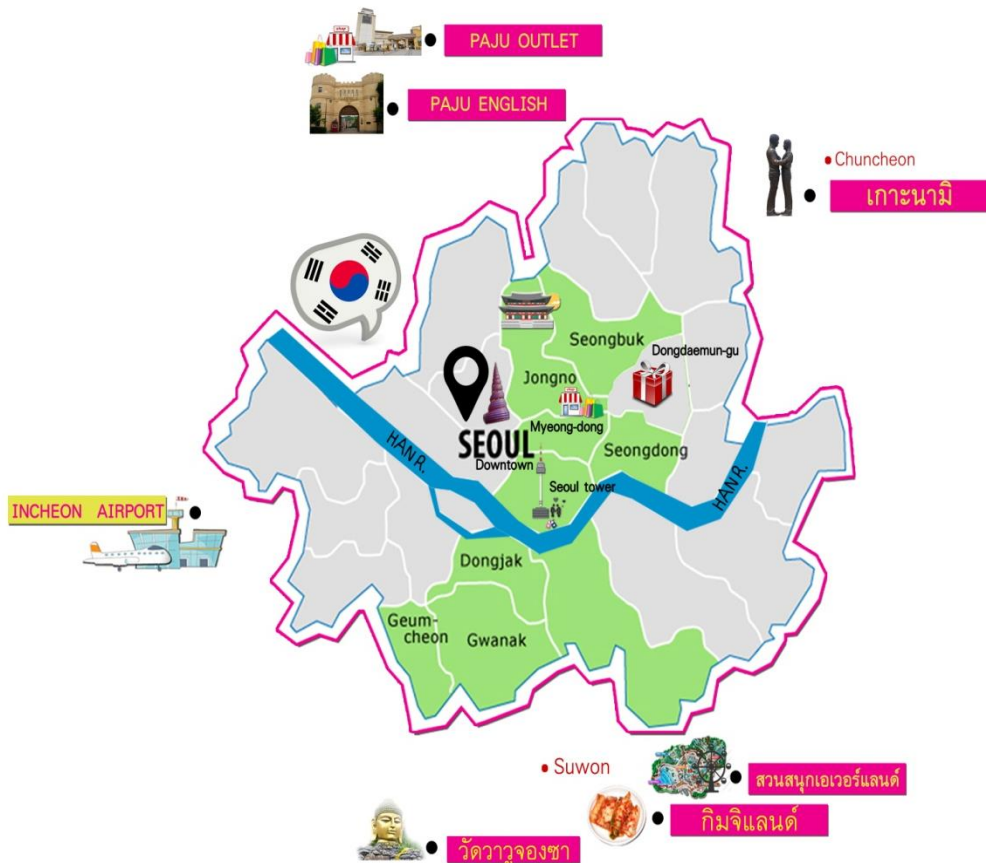 PAJU OUTLET
PAJU ENGLISH
Chuncheon
เกาะนามิ
Seongbuk
Dongdaemun-gu
Jongno
Myeong-dong
SEOUL
Downtown
Seongdong
HAN R.
HAN R.
Seoul tower
INCHEON AIRPORT
Dongjak
Geum-
cheon
Gwanak
Suwon
สวนสนุกเอเวอร์แลนด์
กิมจิแลนด์
วัดวาวูจองซา